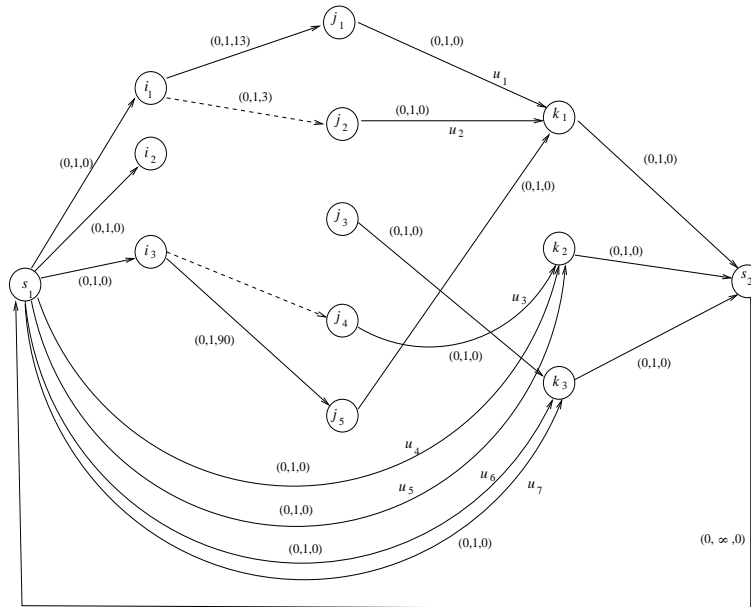 j1
(0,1,13)
(0,1,0)
u1
i1
(0,1,3)
(0,1,0)
k1
j2
u2
i2
(0,1,0)
(0,1,0)
(0,1,0)
j3
(0,1,0)
(0,1,0)
i3
k2
(0,1,0)
s1
(0,1,0)
s2
u3
j4
(0,1,90)
(0,1,0)
(0,1,0)
k3
j5
u4
(0,1,0)
u5
u6
u7
(0,1,0)
(0,1,0)
(0,1,0)
(0, ∞ ,0)